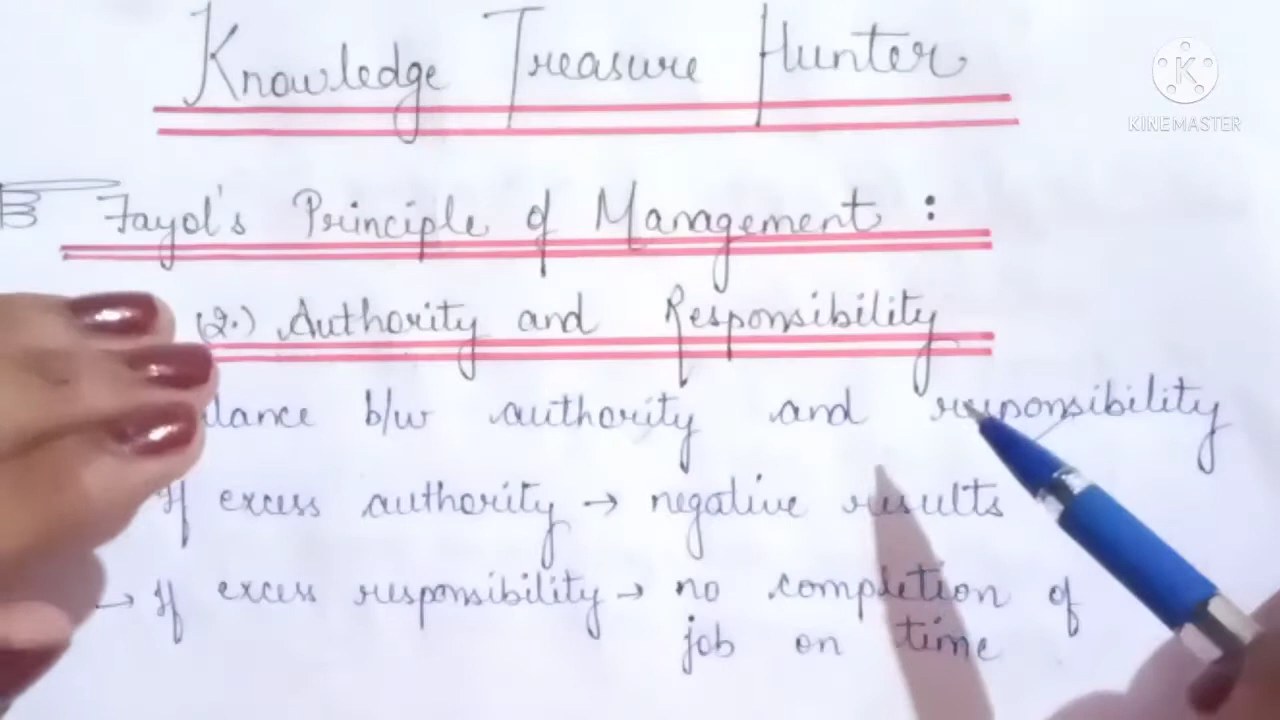 Knowledge Treasure Hunter
KINEMASTER
Fayol's Principle of Management :
(2.) Authority and Responsibility
b/w authority and responsibility
If excess authority → negative results
→ If excess responsibility → no completion of
job on time